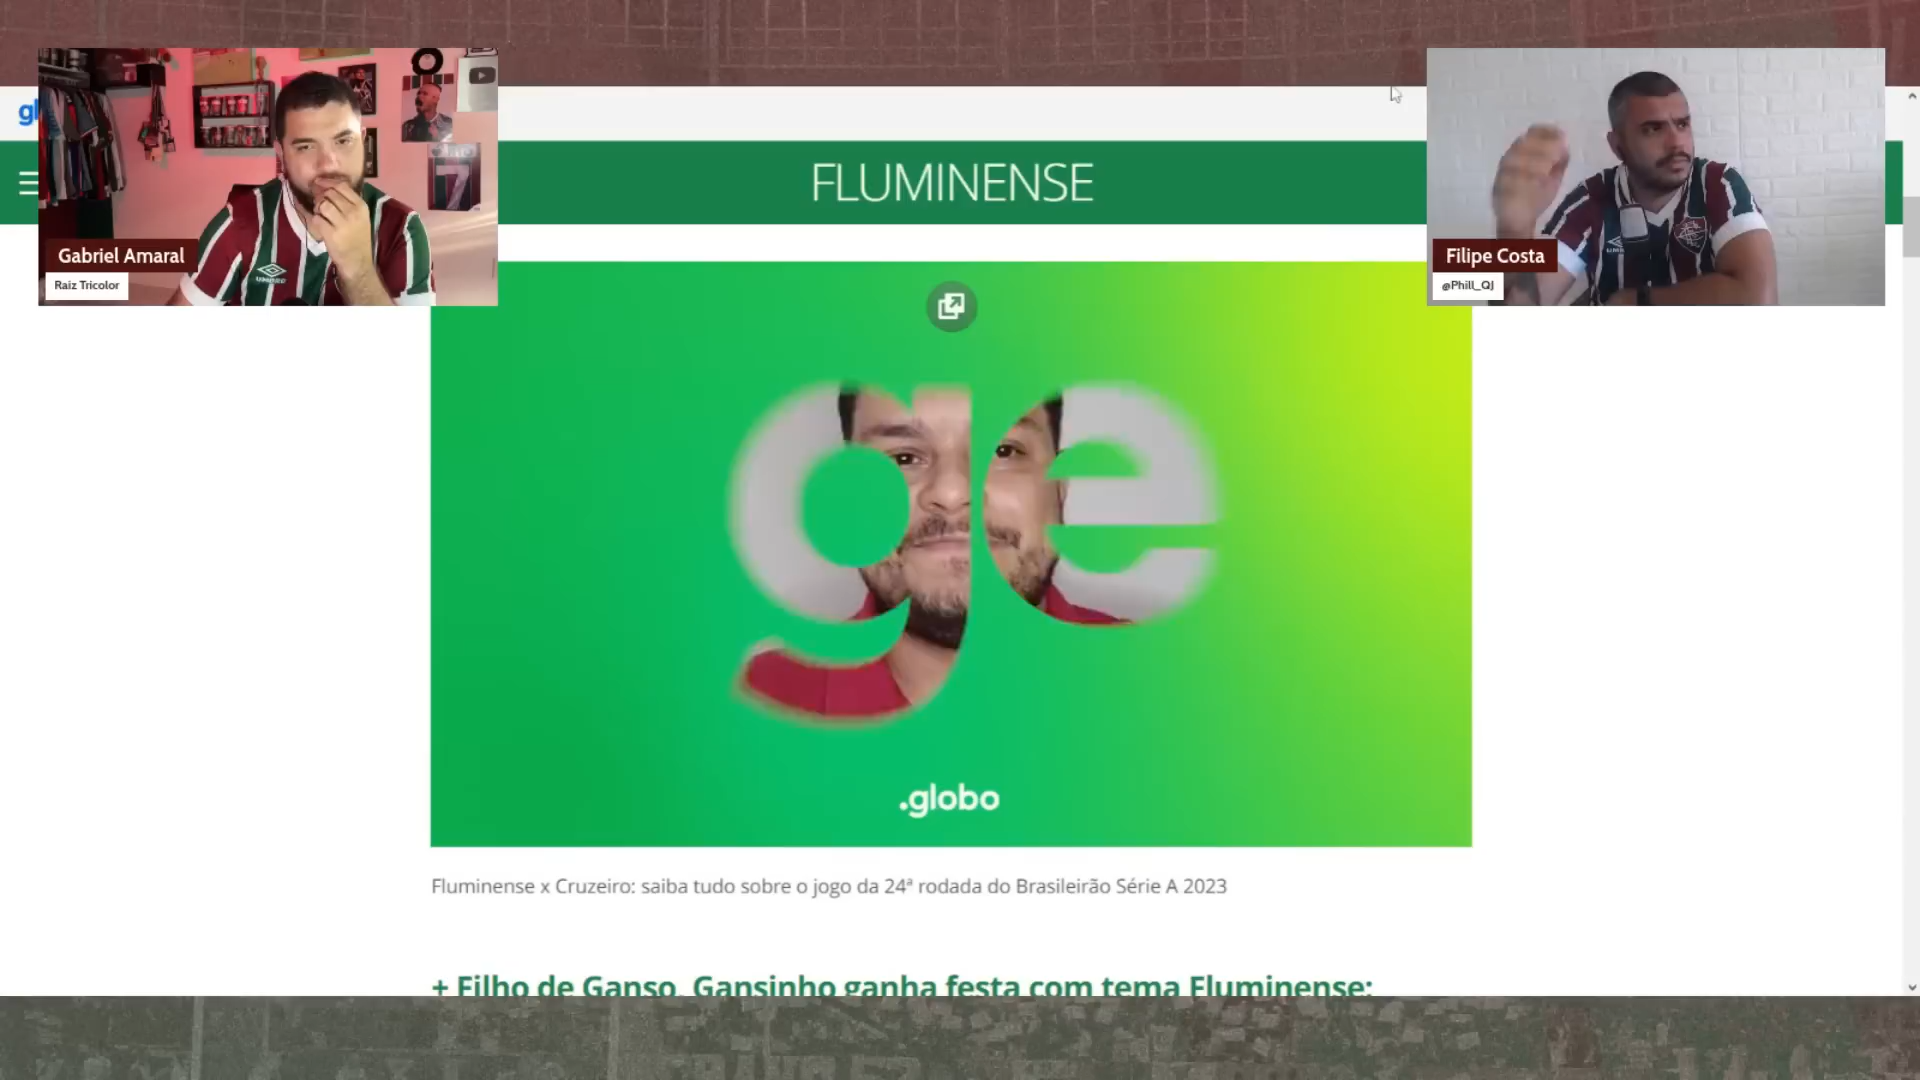 gl
FLUMINENSE
Gabriel Amaral
Raiz Tricolor
Filipe Costa
@Phill_QJ
ge
.globo
Fluminense x Cruzeiro: saiba tudo sobre o jogo da 24ª rodada do Brasileirão Série A 2023
+ Filho de Ganso, Gansinho ganha festa com tema Fluminense: